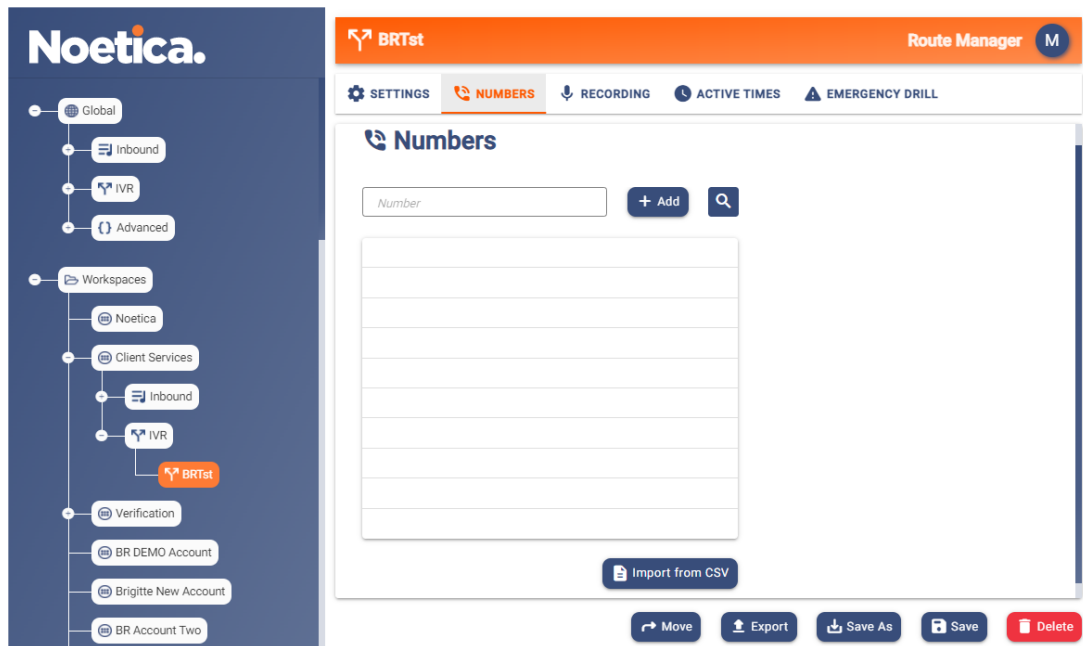 Noetica.
Global
Inbound
IVR
Advanced
Workspaces
Noetica
Client Services
Inbound
IVR
BRTst
Verification
BR DEMO Account
Brigitte New Account
BR Account Two
BRTst
Route Manager M
SETTINGS NUMBERS RECORDING ACTIVE TIMES EMERGENCY DRILL
Numbers
Number + Add
Import from CSV
Move Export Save As Save Delete